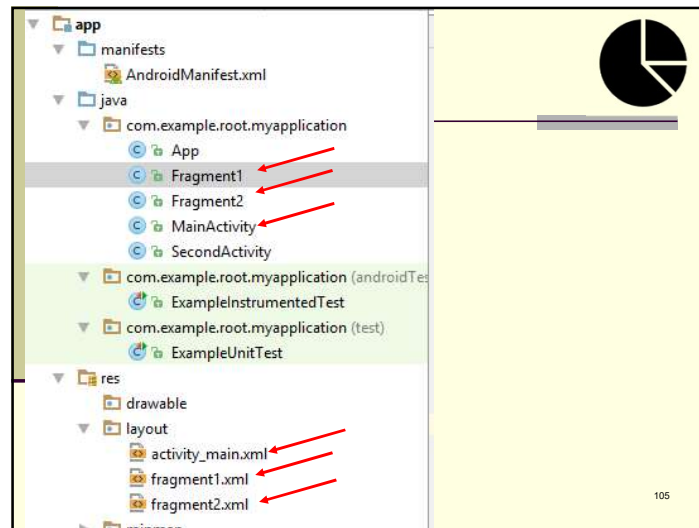 app
manifests
AndroidManifest.xml
java
com.example.root.myapplication
App
Fragment1
Fragment2
MainActivity
SecondActivity
com.example.root.myapplication (androidTes
ExampleInstrumentedTest
com.example.root.myapplication (test)
ExampleUnitTest
res
drawable
layout
activity_main.xml
fragment1.xml
fragment2.xml
105